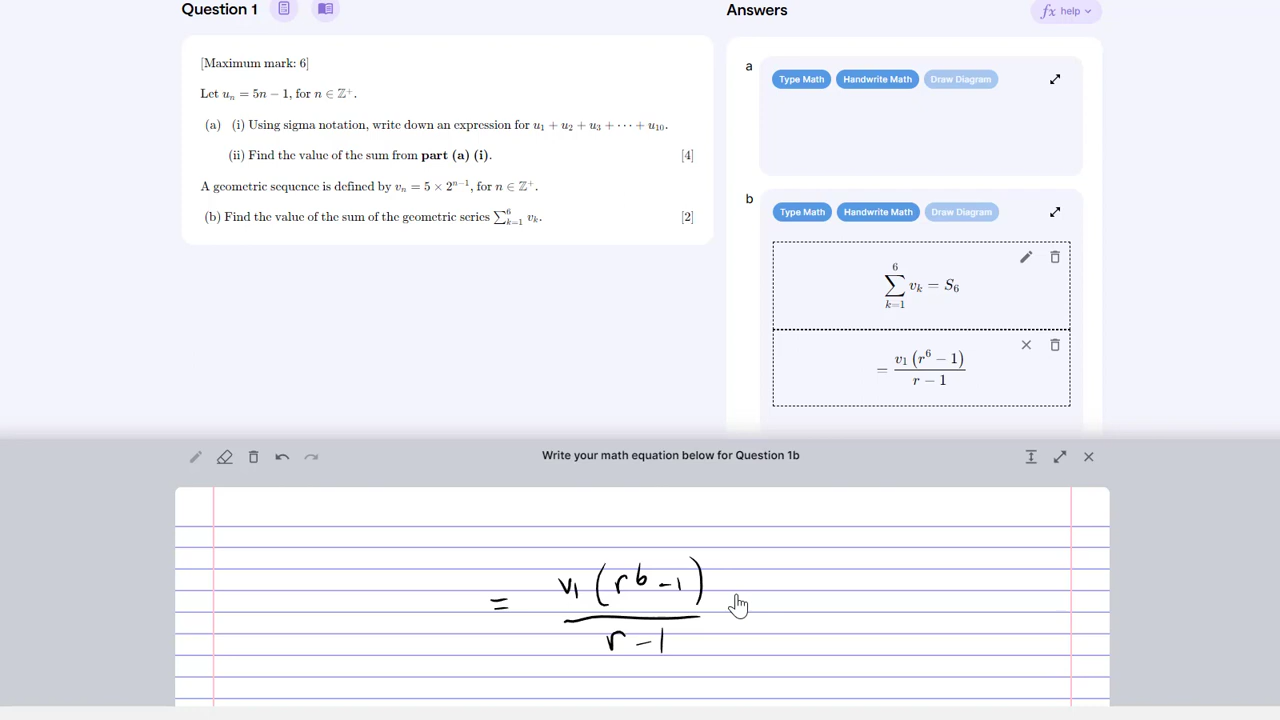 Question 1
Answers
fx help
[Maximum mark: 6]
Let uₙ = 5n − 1, for n ∈ ℤ⁺.
(a) (i) Using sigma notation, write down an expression for u₁ + u₂ + u₃ + ··· + u₁₀.
(ii) Find the value of the sum from part (a) (i). [4]
A geometric sequence is defined by vₙ = 5 × 2ⁿ⁻¹, for n ∈ ℤ⁺.
(b) Find the value of the sum of the geometric series ∑⁶ₖ₌₁ vₖ. [2]
a
Type Math Handwrite Math Draw Diagram
b
Type Math Handwrite Math Draw Diagram
6
∑ vₖ = S₆
k=1
v₁ (r⁶ − 1)
=
r − 1
Write your math equation below for Question 1b
v₁ (r⁶ − 1)
=
r − 1